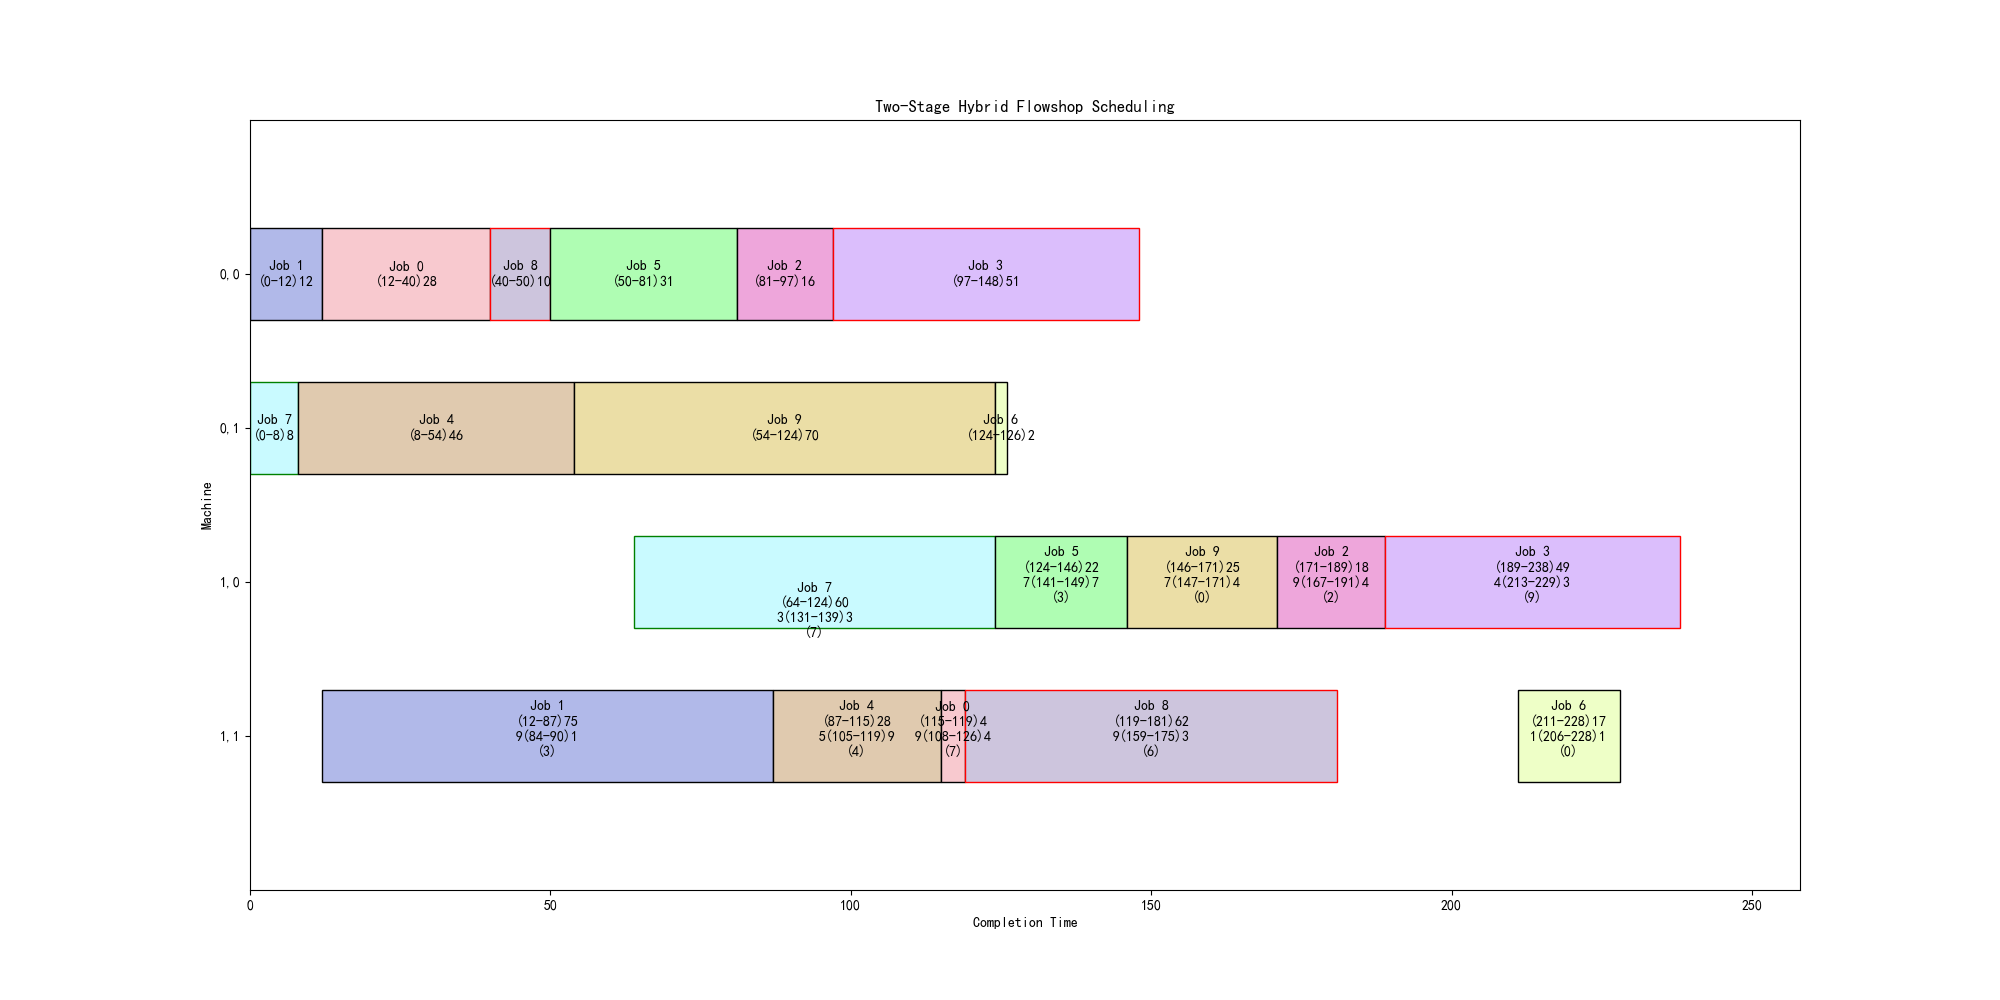 Two-Stage Hybrid Flowshop Scheduling
Machine
0,0
Job 1
(0-12)12
Job 0
(12-40)28
Job 8
(40-50)10
Job 5
(50-81)31
Job 2
(81-97)16
Job 3
(97-148)51
0,1
Job 7
(0-8)8
Job 4
(8-54)46
Job 9
(54-124)70
Job 6
(124-126)2
1,0
Job 7
(64-124)60
3(131-139)3
(7)
Job 5
(124-146)22
7(141-149)7
(3)
Job 9
(146-171)25
7(147-171)4
(0)
Job 2
(171-189)18
9(167-191)4
(2)
Job 3
(189-238)49
4(213-229)3
(9)
1,1
Job 1
(12-87)75
9(84-90)1
(3)
Job 4
(87-115)28
5(105-119)9
(4)
Job 0
(115-119)4
9(108-126)4
(7)
Job 8
(119-181)62
9(159-175)3
(6)
Job 6
(211-228)17
1(206-228)1
(0)
0 50 100 150 200 250
Completion Time